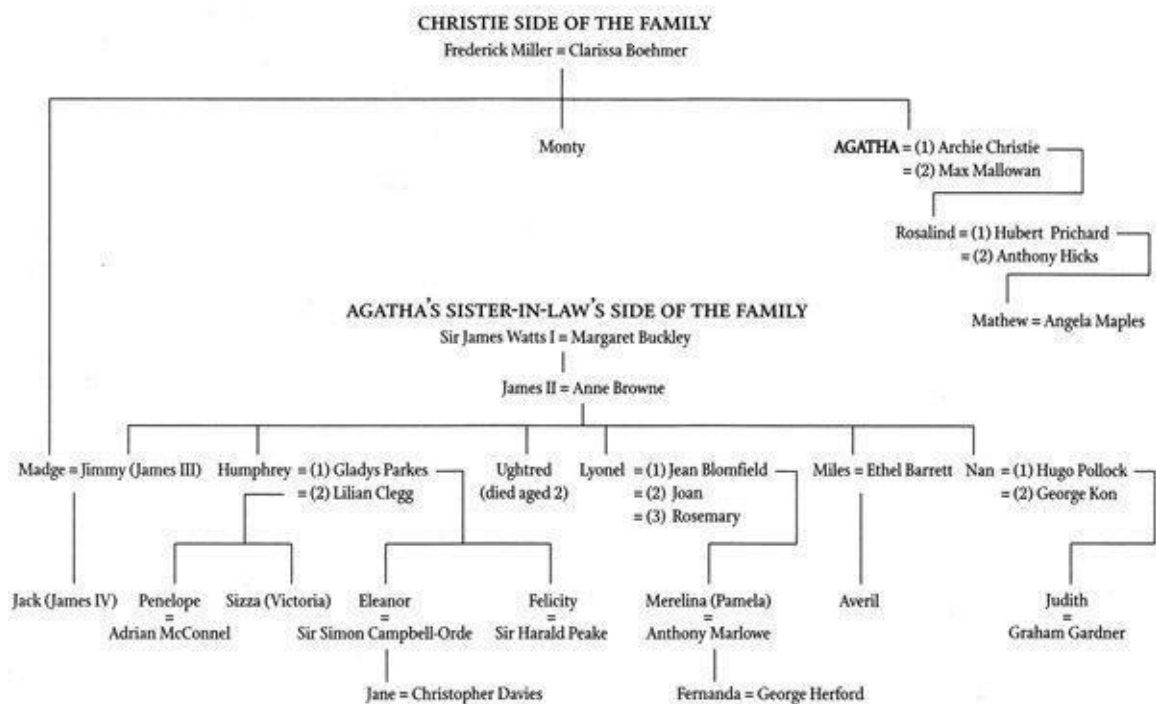 CHRISTIE SIDE OF THE FAMILY
Frederick Miller = Clarissa Boehmer
Monty
AGATHA = (1) Archie Christie
= (2) Max Mallowan
Rosalind = (1) Hubert Prichard
= (2) Anthony Hicks
Mathew = Angela Maples
AGATHA'S SISTER-IN-LAW'S SIDE OF THE FAMILY
Sir James Watts I = Margaret Buckley
James II = Anne Browne
Madge = Jimmy (James III)
Humphrey = (1) Gladys Parkes
= (2) Lilian Clegg
Ughtred
(died aged 2)
Lyonel = (1) Jean Blomfield
= (2) Joan
= (3) Rosemary
Miles = Ethel Barrett
Nan = (1) Hugo Pollock
= (2) George Kon
Jack (James IV)
Penelope
=
Adrian McConnel
Sizza (Victoria)
Eleanor
=
Sir Simon Campbell-Orde
Felicity
=
Sir Harald Peake
Merelina (Pamela)
=
Anthony Marlowe
Averil
Judith
=
Graham Gardner
Jane = Christopher Davies
Fernanda = George Herford